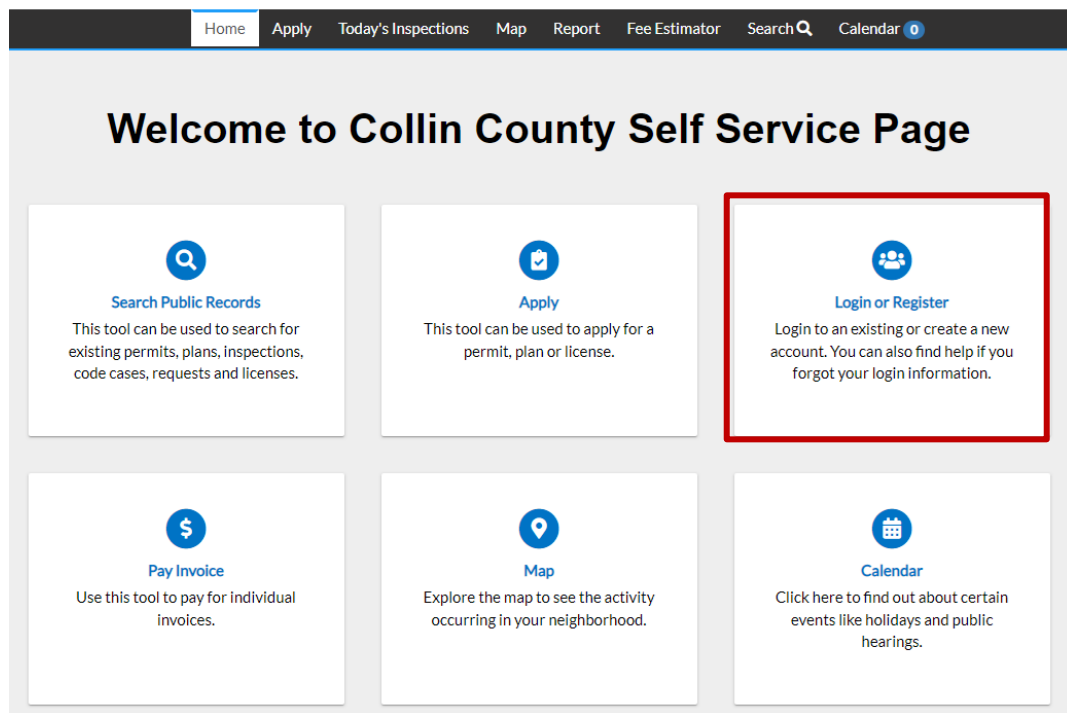 Home Apply Today's Inspections Map Report Fee Estimator Search Calendar 0
Welcome to Collin County Self Service Page
Search Public Records
This tool can be used to search for
existing permits, plans, inspections,
code cases, requests and licenses.
Apply
This tool can be used to apply for a
permit, plan or license.
Login or Register
Login to an existing or create a new
account. You can also find help if you
forgot your login information.
Pay Invoice
Use this tool to pay for individual
invoices.
Map
Explore the map to see the activity
occurring in your neighborhood.
Calendar
Click here to find out about certain
events like holidays and public
hearings.